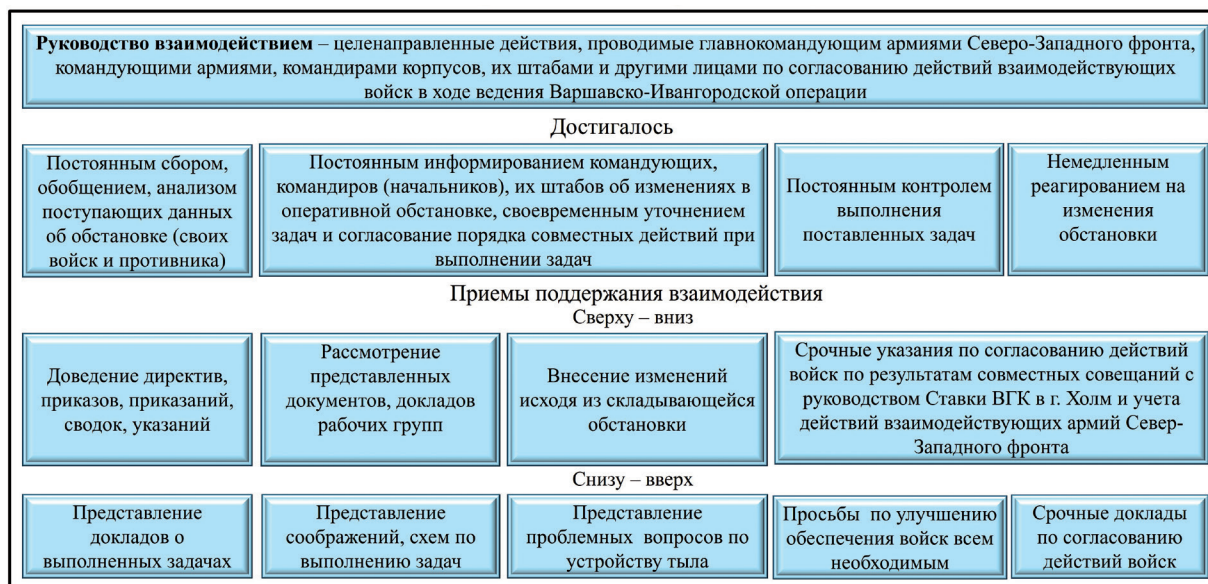 Руководство взаимодействием – целенаправленные действия, проводимые главнокомандующим армиями Северо-Западного фронта,
командующими армиями, командирами корпусов, их штабами и другими лицами по согласованию действий взаимодействующих
войск в ходе ведения Варшавско-Ивангородской операции
Достигалось
Постоянным сбором,
обобщением, анализом
поступающих данных
об обстановке (своих
войск и противника)
Постоянным информированием командующих,
командиров (начальников), их штабов об изменениях в
оперативной обстановке, своевременным уточнением
задач и согласование порядка совместных действий при
выполнении задач
Постоянным контролем
выполнения
поставленных задач
Немедленным
реагированием на
изменения
обстановки
Приемы поддержания взаимодействия
Сверху – вниз
Доведение директив,
приказов, приказаний,
сводок, указаний
Рассмотрение
представленных
документов, докладов
рабочих групп
Внесение изменений
исходя из складывающейся
обстановки
Срочные указания по согласованию действий
войск по результатам совместных совещаний с
руководством Ставки ВГК в г. Холм и учета
действий взаимодействующих армий Север-
Западного фронта
Снизу – вверх
Представление
докладов о
выполненных задачах
Представление
соображений, схем по
выполнению задач
Представление
проблемных вопросов по
устройству тыла
Просьбы по улучшению
обеспечения войск всем
необходимым
Срочные доклады
по согласованию
действий войск